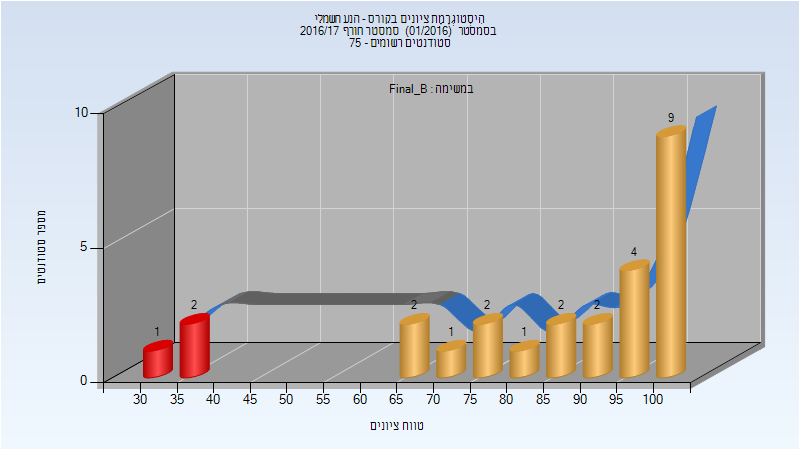 היסטוגרמת ציונים בקורס - הנע חשמלי
בסמסטר (01/2016) סמסטר חורף 2016/17
סטודנטים רשומים - 75
במשימה : Final_B
מספר סטודנטים
10
5
0
1
2
2
1
2
1
2
2
4
9
30 35 40 45 50 55 60 65 70 75 80 85 90 95 100
טווח ציונים